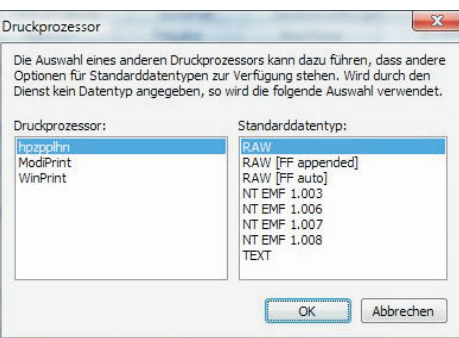 Druckprozessor
Die Auswahl eines anderen Druckprozessors kann dazu führen, dass andere
Optionen für Standarddatentypen zur Verfügung stehen. Wird durch den
Dienst kein Datentyp angegeben, so wird die folgende Auswahl verwendet.
Druckprozessor:
hpzpplhn
ModiPrint
WinPrint
Standarddatentyp:
RAW
RAW [FF appended]
RAW [FF auto]
NT EMF 1.003
NT EMF 1.006
NT EMF 1.007
NT EMF 1.008
TEXT
OK
Abbrechen